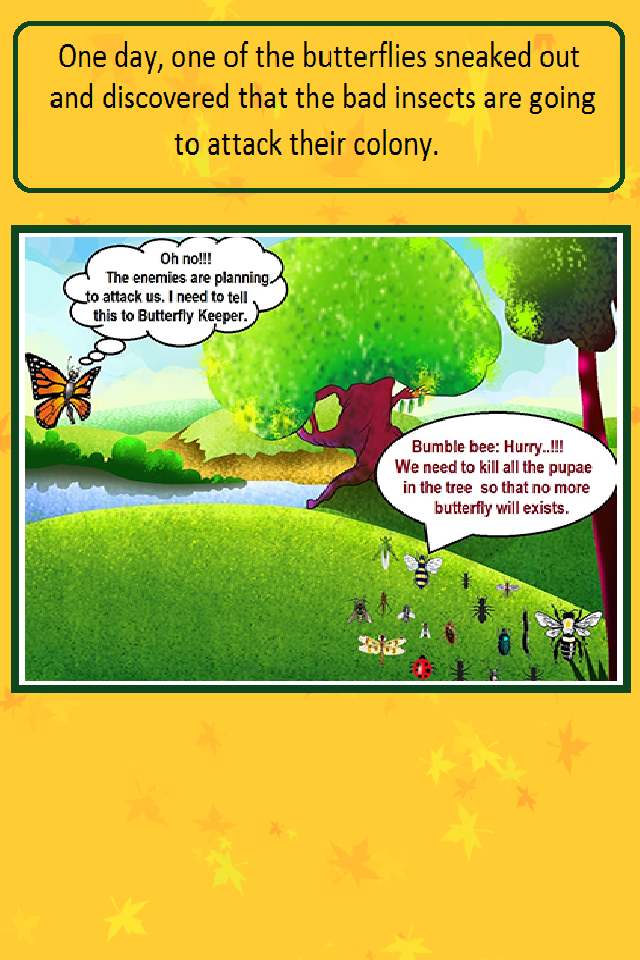 One day, one of the butterflies sneaked out
and discovered that the bad insects are going
to attack their colony.
Oh no!!!
The enemies are planning
to attack us. I need to tell
this to Butterfly Keeper.
Bumble bee: Hurry..!!!
We need to kill all the pupae
in the tree so that no more
butterfly will exists.